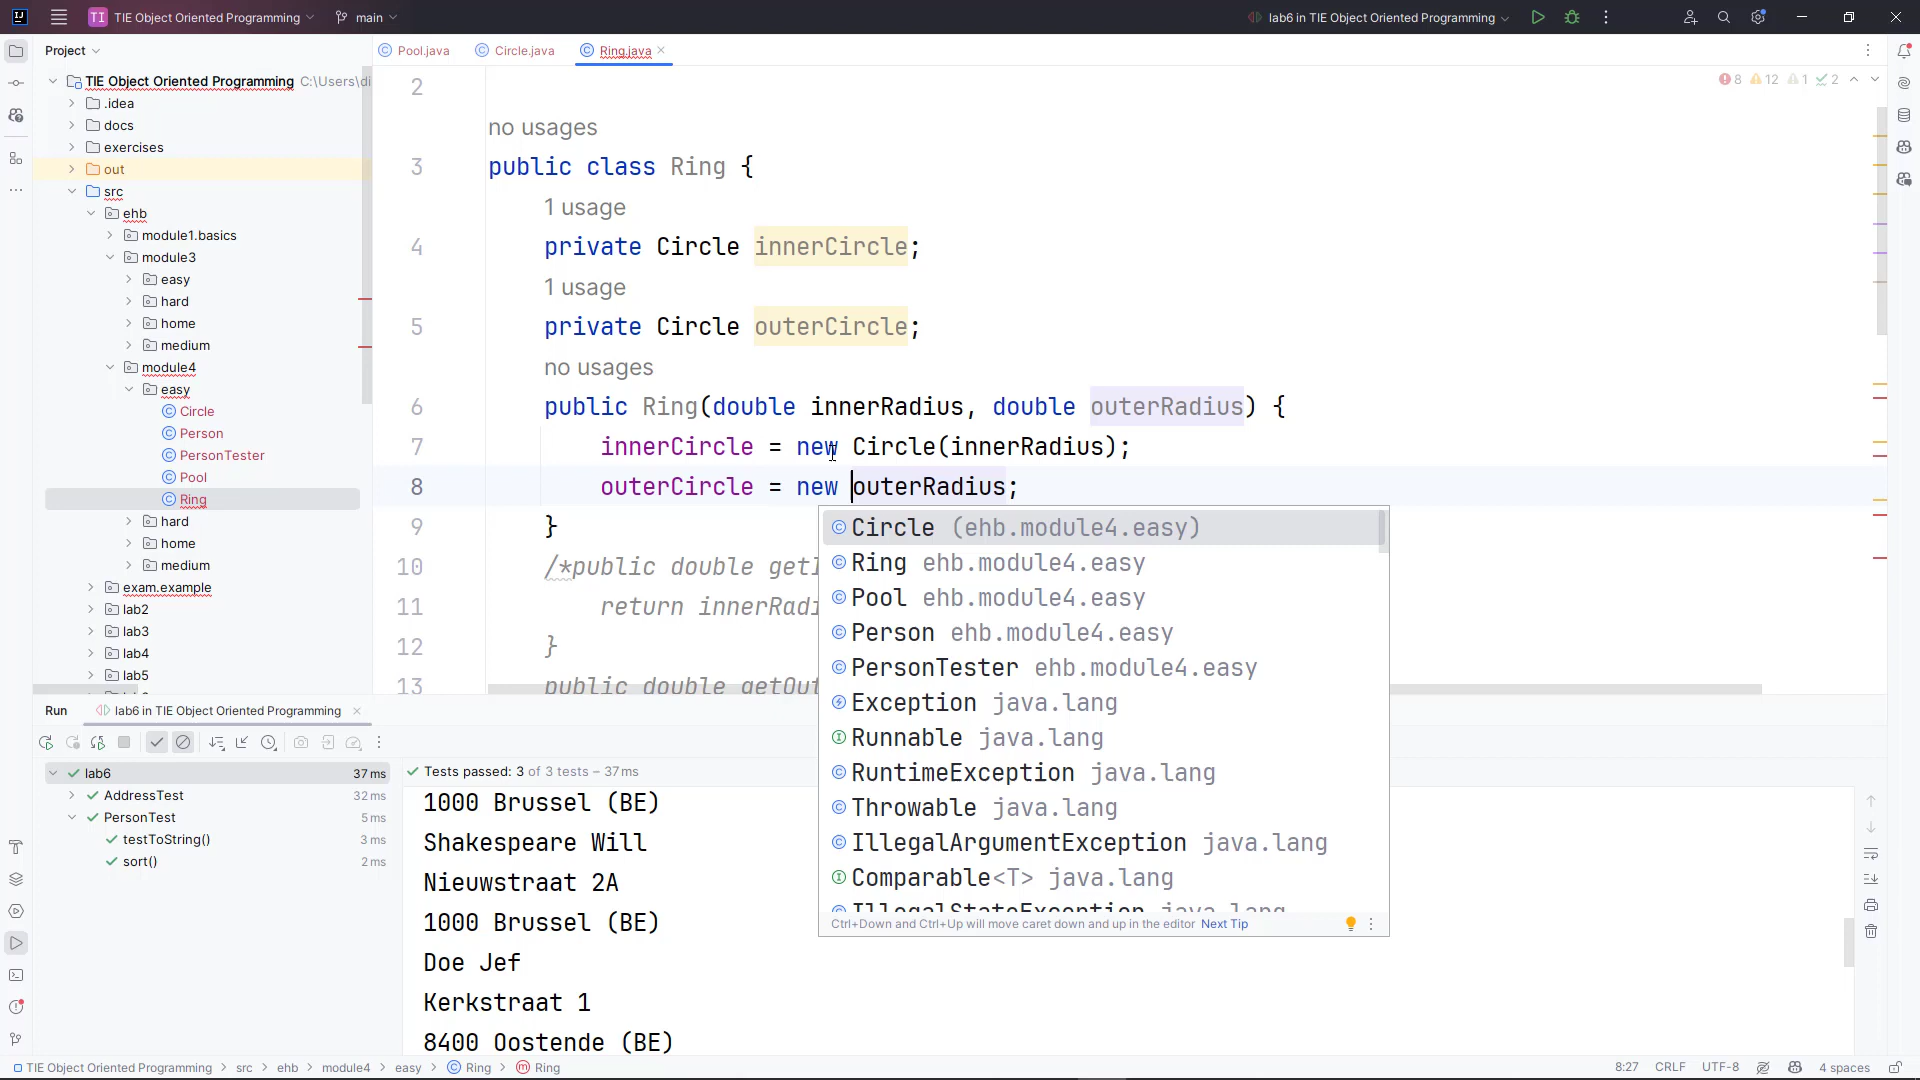 TI TIE Object Oriented Programming main lab6 in TIE Object Oriented Programming
Project
Pool.java Circle.java Ring.java
TIE Object Oriented Programming C:\Users\di
.idea
docs
exercises
out
src
ehb
module1.basics
module3
easy
hard
home
medium
module4
easy
Circle
Person
PersonTester
Pool
Ring
hard
home
medium
exam.example
lab2
lab3
lab4
lab5
8 12 1 2
2
no usages
3 public class Ring {
1 usage
4 private Circle innerCircle;
1 usage
5 private Circle outerCircle;
no usages
6 public Ring(double innerRadius, double outerRadius) {
7 innerCircle = new Circle(innerRadius);
8 outerCircle = new outerRadius;
9 }
10 /*public double getI
11 return innerRadi
12 }
13 public double getOut
Circle (ehb.module4.easy)
Ring ehb.module4.easy
Pool ehb.module4.easy
Person ehb.module4.easy
PersonTester ehb.module4.easy
Exception java.lang
Runnable java.lang
RuntimeException java.lang
Throwable java.lang
IllegalArgumentException java.lang
Comparable<T> java.lang
IllegalStateException java.lang
Ctrl+Down and Ctrl+Up will move caret down and up in the editor Next Tip
Run lab6 in TIE Object Oriented Programming
lab6 37 ms
AddressTest 32 ms
PersonTest 5 ms
testToString() 3 ms
sort() 2 ms
Tests passed: 3 of 3 tests – 37 ms
1000 Brussel (BE)
Shakespeare Will
Nieuwstraat 2A
1000 Brussel (BE)
Doe Jef
Kerkstraat 1
8400 Oostende (BE)
TIE Object Oriented Programming > src > ehb > module4 > easy > Ring > Ring 8:27 CRLF UTF-8 4 spaces